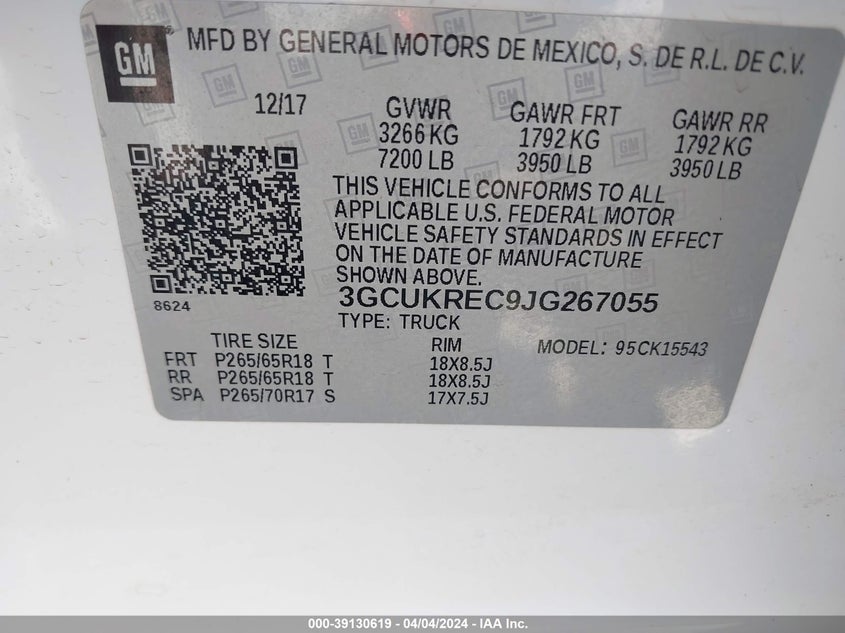 GM
MFD BY GENERAL MOTORS DE MEXICO, S. DE R.L. DE C.V.
12/17 GVWR GAWR FRT GAWR RR
3266 KG 1792 KG 1792 KG
7200 LB 3950 LB 3950 LB
THIS VEHICLE CONFORMS TO ALL
APPLICABLE U.S. FEDERAL MOTOR
VEHICLE SAFETY STANDARDS IN EFFECT
ON THE DATE OF MANUFACTURE
SHOWN ABOVE.
8624
3GCUKREC9JG267055
TYPE: TRUCK
TIRE SIZE RIM MODEL: 95CK15543
FRT P265/65R18 T 18X8.5J
RR P265/65R18 T 18X8.5J
SPA P265/70R17 S 17X7.5J
000-39130619 - 04/04/2024 - IAA Inc.